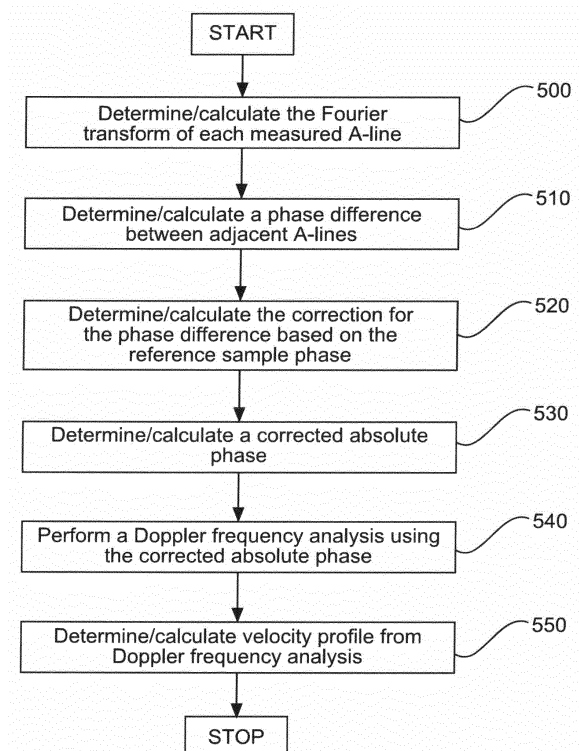 START
Determine/calculate the Fourier
transform of each measured A-line
500
Determine/calculate a phase difference
between adjacent A-lines
510
Determine/calculate the correction for
the phase difference based on the
reference sample phase
520
Determine/calculate a corrected absolute
phase
530
Perform a Doppler frequency analysis using
the corrected absolute phase
540
Determine/calculate velocity profile from
Doppler frequency analysis
550
STOP